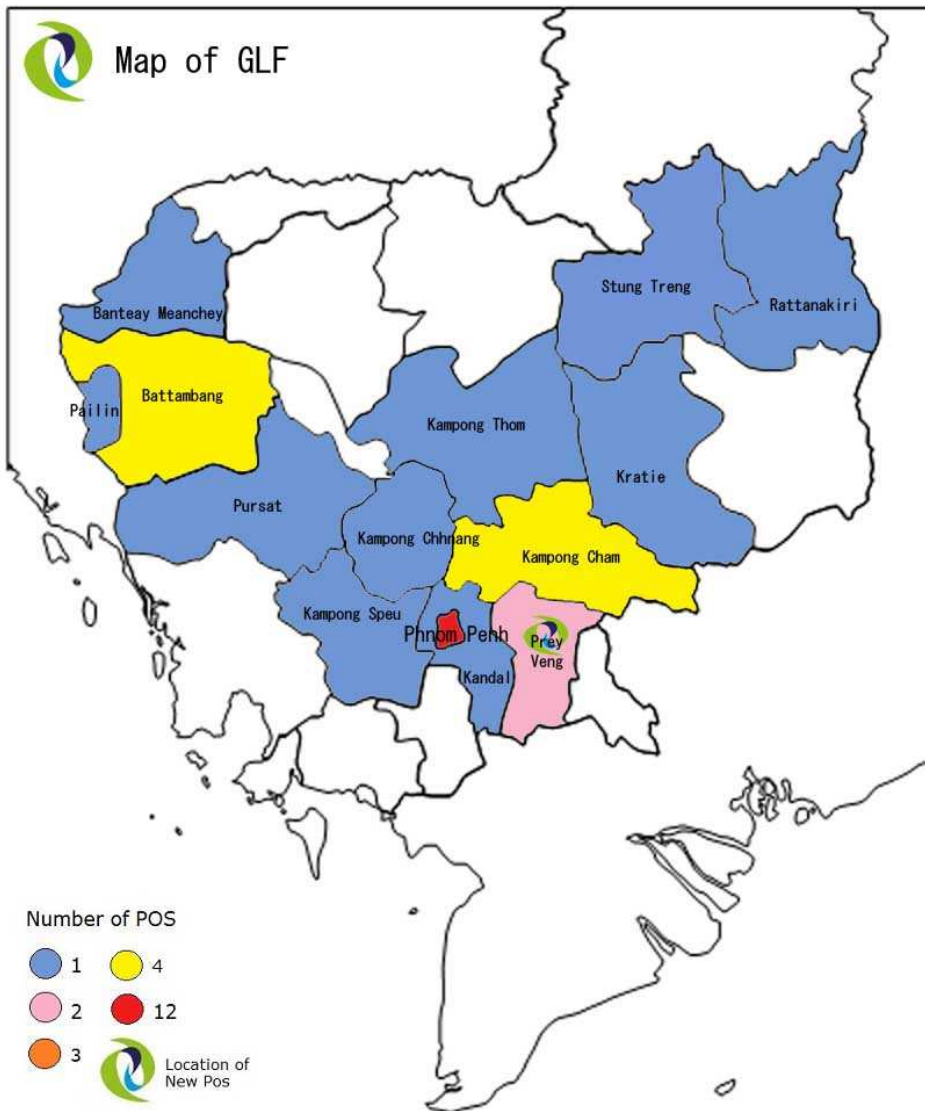 Map of GLF
Stung Treng
Rattanakiri
Banteay Meanchey
Battambang
Pailin
Kampong Thom
Kratie
Pursat
Kampong Chhnang
Kampong Cham
Kampong Speu
Phnom Penh
Prey
Veng
Kandal
Number of POS
1
4
2
12
3
Location of
New Pos